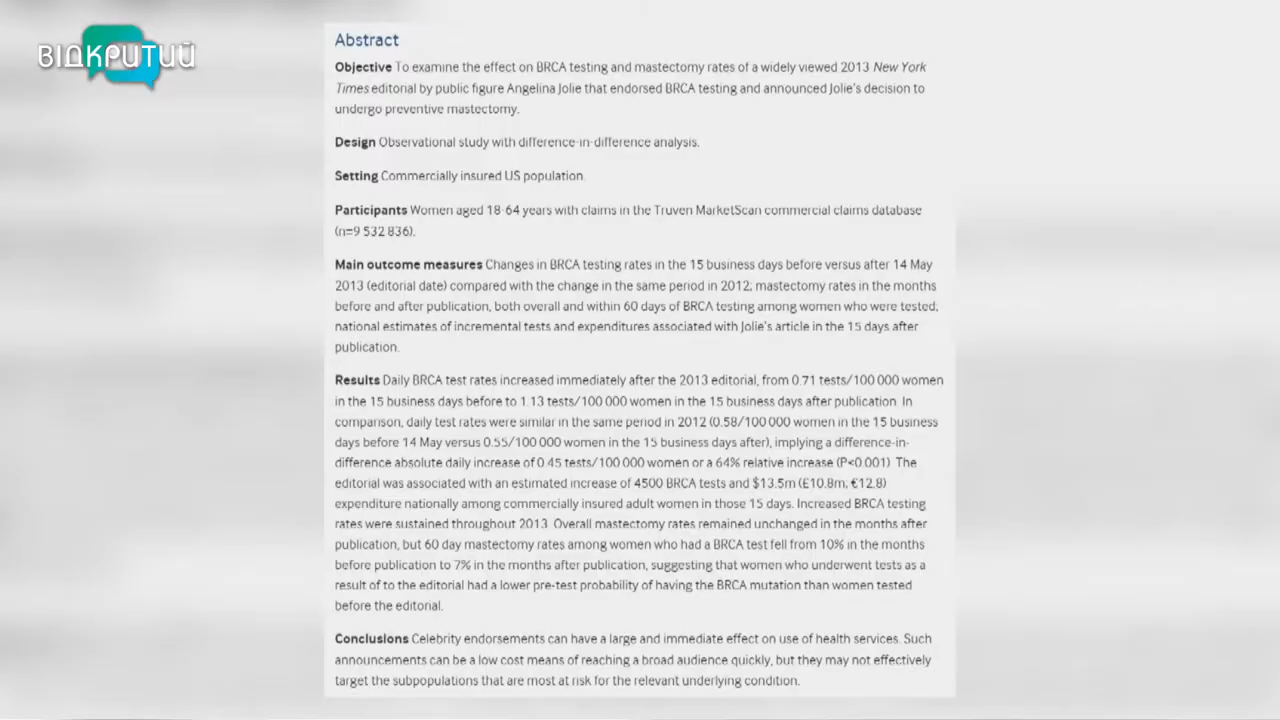 ВІДКРИТИЙ
Abstract
Objective To examine the effect on BRCA testing and mastectomy rates of a widely viewed 2013 New York
Times editorial by public figure Angelina Jolie that endorsed BRCA testing and announced Jolie's decision to
undergo preventive mastectomy.
Design Observational study with difference-in-difference analysis.
Setting Commercially insured US population.
Participants Women aged 18-64 years with claims in the Truven MarketScan commercial claims database
(n=9 532 836).
Main outcome measures Changes in BRCA testing rates in the 15 business days before versus after 14 May
2013 (editorial date) compared with the change in the same period in 2012; mastectomy rates in the months
before and after publication, both overall and within 60 days of BRCA testing among women who were tested;
national estimates of incremental tests and expenditures associated with Jolie's article in the 15 days after
publication.
Results Daily BRCA test rates increased immediately after the 2013 editorial, from 0.71 tests/100 000 women
in the 15 business days before to 1.13 tests/100 000 women in the 15 business days after publication. In
comparison, daily test rates were similar in the same period in 2012 (0.58/100 000 women in the 15 business
days before 14 May versus 0.55/100 000 women in the 15 business days after), implying a difference-in-
difference absolute daily increase of 0.45 tests/100 000 women or a 64% relative increase (P<0.001). The
editorial was associated with an estimated increase of 4500 BRCA tests and $13.5m (£10.8m; €12.8)
expenditure nationally among commercially insured adult women in those 15 days. Increased BRCA testing
rates were sustained throughout 2013. Overall mastectomy rates remained unchanged in the months after
publication, but 60 day mastectomy rates among women who had a BRCA test fell from 10% in the months
before publication to 7% in the months after publication, suggesting that women who underwent tests as a
result of to the editorial had a lower pre-test probability of having the BRCA mutation than women tested
before the editorial.
Conclusions Celebrity endorsements can have a large and immediate effect on use of health services. Such
announcements can be a low cost means of reaching a broad audience quickly, but they may not effectively
target the subpopulations that are most at risk for the relevant underlying condition.